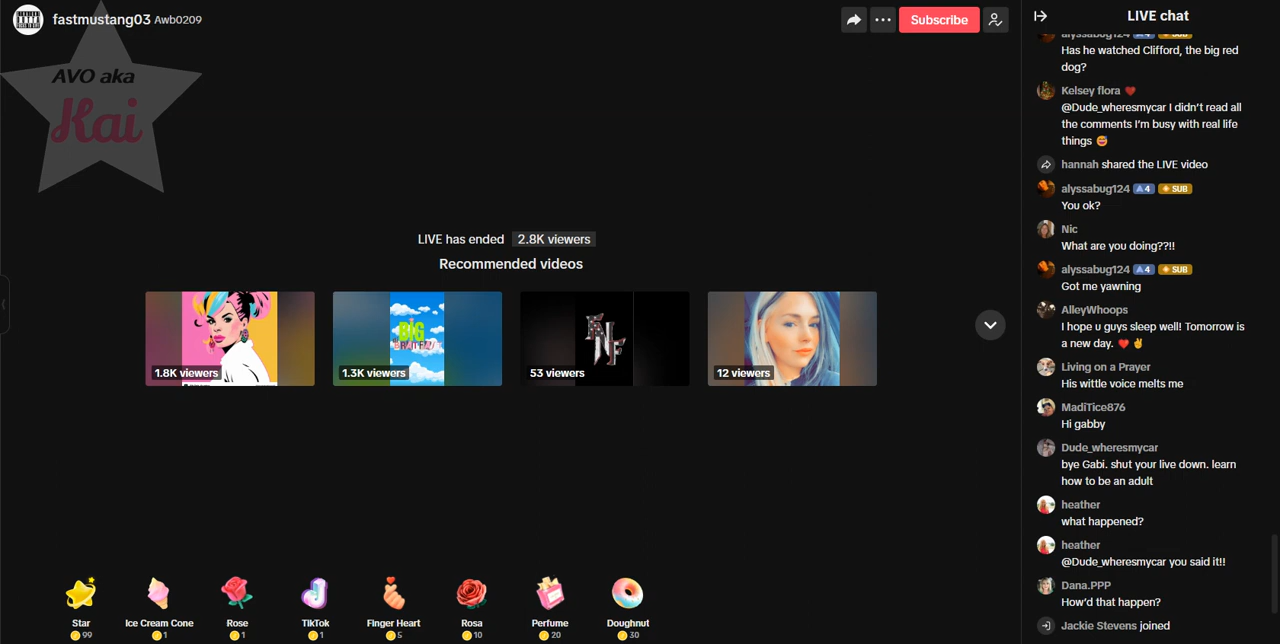 fastmustang03 Awb0209
Subscribe
AVO aka
Kai
LIVE has ended 2.8K viewers
Recommended videos
1.8K viewers
BIG
1.3K viewers
NF
53 viewers
12 viewers
Star
99
Ice Cream Cone
1
Rose
1
TikTok
1
Finger Heart
5
Rosa
10
Perfume
20
Doughnut
30
LIVE chat
alyssabug124 4 SUB
Has he watched Clifford, the big red
dog?
Kelsey flora ❤️
@Dude_wheresmycar I didn't read all
the comments I'm busy with real life
things 😅
hannah shared the LIVE video
alyssabug124 4 SUB
You ok?
Nic
What are you doing??!!
alyssabug124 4 SUB
Got me yawning
AlleyWhoops
I hope u guys sleep well! Tomorrow is
a new day. ❤️ ✌️
Living on a Prayer
His wittle voice melts me
MadiTice876
Hi gabby
Dude_wheresmycar
bye Gabi. shut your live down. learn
how to be an adult
heather
what happened?
heather
@Dude_wheresmycar you said it!!
Dana.PPP
How'd that happen?
Jackie Stevens joined